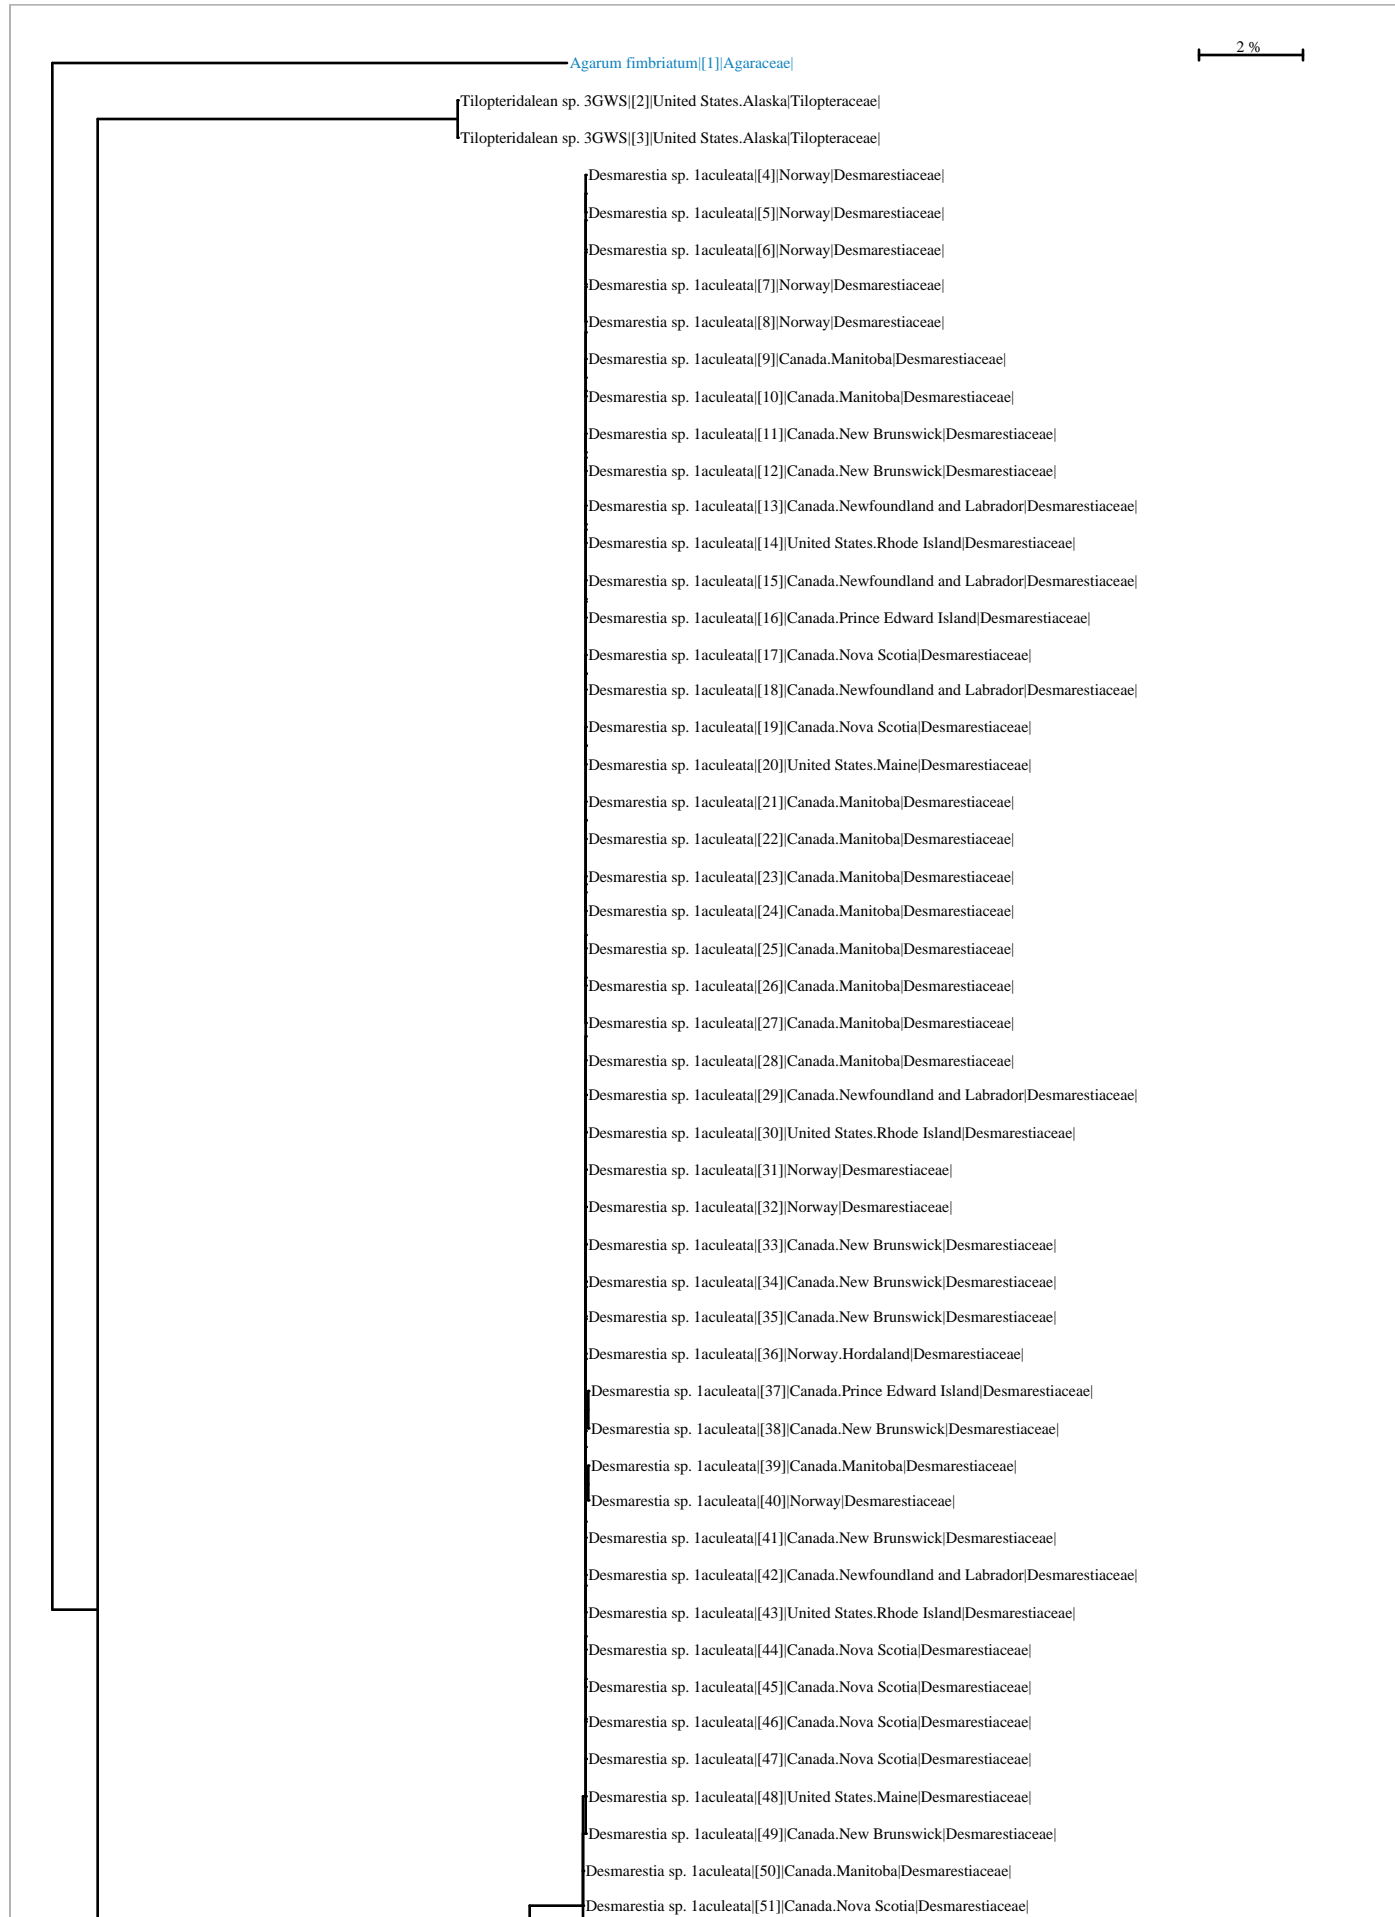 2 %
Agarum fimbriatum|[1]|Agaraceae|
Tilopteridalean sp. 3GWS|[2]|United States.Alaska|Tilopteraceae|
Tilopteridalean sp. 3GWS|[3]|United States.Alaska|Tilopteraceae|
Desmarestia sp. 1aculeata|[4]|Norway|Desmarestiaceae|
Desmarestia sp. 1aculeata|[5]|Norway|Desmarestiaceae|
Desmarestia sp. 1aculeata|[6]|Norway|Desmarestiaceae|
Desmarestia sp. 1aculeata|[7]|Norway|Desmarestiaceae|
Desmarestia sp. 1aculeata|[8]|Norway|Desmarestiaceae|
Desmarestia sp. 1aculeata|[9]|Canada.Manitoba|Desmarestiaceae|
Desmarestia sp. 1aculeata|[10]|Canada.Manitoba|Desmarestiaceae|
Desmarestia sp. 1aculeata|[11]|Canada.New Brunswick|Desmarestiaceae|
Desmarestia sp. 1aculeata|[12]|Canada.New Brunswick|Desmarestiaceae|
Desmarestia sp. 1aculeata|[13]|Canada.Newfoundland and Labrador|Desmarestiaceae|
Desmarestia sp. 1aculeata|[14]|United States.Rhode Island|Desmarestiaceae|
Desmarestia sp. 1aculeata|[15]|Canada.Newfoundland and Labrador|Desmarestiaceae|
Desmarestia sp. 1aculeata|[16]|Canada.Prince Edward Island|Desmarestiaceae|
Desmarestia sp. 1aculeata|[17]|Canada.Nova Scotia|Desmarestiaceae|
Desmarestia sp. 1aculeata|[18]|Canada.Newfoundland and Labrador|Desmarestiaceae|
Desmarestia sp. 1aculeata|[19]|Canada.Nova Scotia|Desmarestiaceae|
Desmarestia sp. 1aculeata|[20]|United States.Maine|Desmarestiaceae|
Desmarestia sp. 1aculeata|[21]|Canada.Manitoba|Desmarestiaceae|
Desmarestia sp. 1aculeata|[22]|Canada.Manitoba|Desmarestiaceae|
Desmarestia sp. 1aculeata|[23]|Canada.Manitoba|Desmarestiaceae|
Desmarestia sp. 1aculeata|[24]|Canada.Manitoba|Desmarestiaceae|
Desmarestia sp. 1aculeata|[25]|Canada.Manitoba|Desmarestiaceae|
Desmarestia sp. 1aculeata|[26]|Canada.Manitoba|Desmarestiaceae|
Desmarestia sp. 1aculeata|[27]|Canada.Manitoba|Desmarestiaceae|
Desmarestia sp. 1aculeata|[28]|Canada.Manitoba|Desmarestiaceae|
Desmarestia sp. 1aculeata|[29]|Canada.Newfoundland and Labrador|Desmarestiaceae|
Desmarestia sp. 1aculeata|[30]|United States.Rhode Island|Desmarestiaceae|
Desmarestia sp. 1aculeata|[31]|Norway|Desmarestiaceae|
Desmarestia sp. 1aculeata|[32]|Norway|Desmarestiaceae|
Desmarestia sp. 1aculeata|[33]|Canada.New Brunswick|Desmarestiaceae|
Desmarestia sp. 1aculeata|[34]|Canada.New Brunswick|Desmarestiaceae|
Desmarestia sp. 1aculeata|[35]|Canada.New Brunswick|Desmarestiaceae|
Desmarestia sp. 1aculeata|[36]|Norway.Hordaland|Desmarestiaceae|
Desmarestia sp. 1aculeata|[37]|Canada.Prince Edward Island|Desmarestiaceae|
Desmarestia sp. 1aculeata|[38]|Canada.New Brunswick|Desmarestiaceae|
Desmarestia sp. 1aculeata|[39]|Canada.Manitoba|Desmarestiaceae|
Desmarestia sp. 1aculeata|[40]|Norway|Desmarestiaceae|
Desmarestia sp. 1aculeata|[41]|Canada.New Brunswick|Desmarestiaceae|
Desmarestia sp. 1aculeata|[42]|Canada.Newfoundland and Labrador|Desmarestiaceae|
Desmarestia sp. 1aculeata|[43]|United States.Rhode Island|Desmarestiaceae|
Desmarestia sp. 1aculeata|[44]|Canada.Nova Scotia|Desmarestiaceae|
Desmarestia sp. 1aculeata|[45]|Canada.Nova Scotia|Desmarestiaceae|
Desmarestia sp. 1aculeata|[46]|Canada.Nova Scotia|Desmarestiaceae|
Desmarestia sp. 1aculeata|[47]|Canada.Nova Scotia|Desmarestiaceae|
Desmarestia sp. 1aculeata|[48]|United States.Maine|Desmarestiaceae|
Desmarestia sp. 1aculeata|[49]|Canada.New Brunswick|Desmarestiaceae|
Desmarestia sp. 1aculeata|[50]|Canada.Manitoba|Desmarestiaceae|
Desmarestia sp. 1aculeata|[51]|Canada.Nova Scotia|Desmarestiaceae|